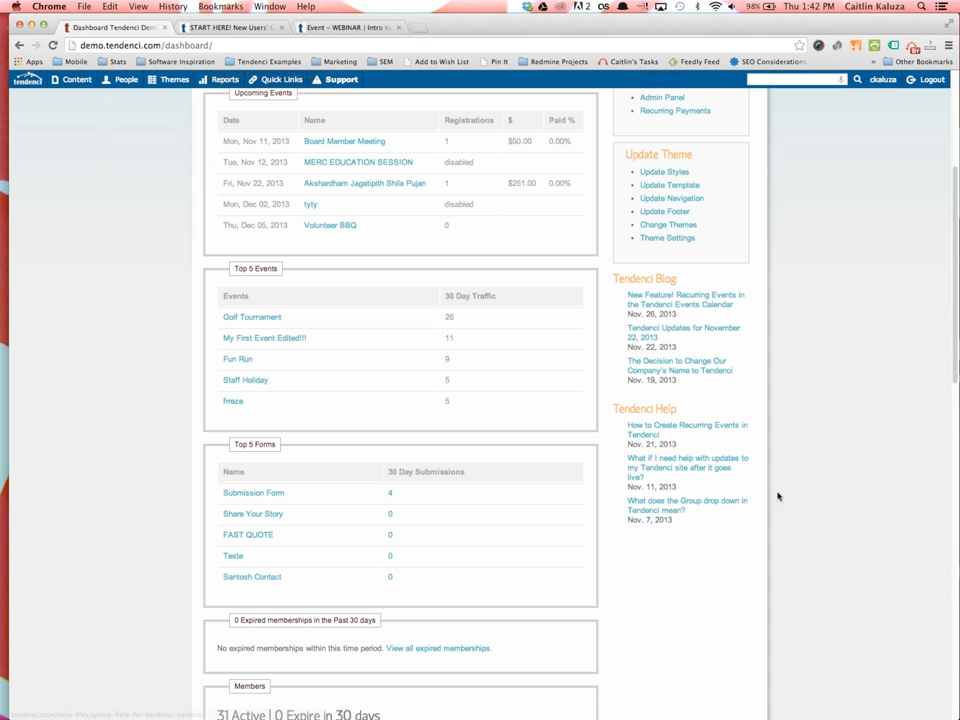 Chrome File Edit View History Bookmarks Window Help
2 98% Thu 1:42 PM Caitlin Kaluza
Dashboard Tendenci Dem
START HERE! New Users' G
Event – WEBINAR | Intro to
demo.tendenci.com/dashboard/
Apps Mobile Stats Software Inspiration Tendenci Examples Marketing SEM Add to Wish List Pin It Redmine Projects Caitlin's Taluza Feedly Feed SEO Considerations » Other Bookmarks
tendenci Content People Themes Reports Quick Links Support ckaluza Logout
Upcoming Events
Date Name Registrations $ Paid %
Mon, Nov 11, 2013 Board Member Meeting 1 $50.00 0.00%
Tue, Nov 12, 2013 MERC EDUCATION SESSION disabled
Fri, Nov 22, 2013 Akshardham Jagatipith Shila Pujan 1 $251.00 0.00%
Mon, Dec 02, 2013 tyty disabled
Thu, Dec 05, 2013 Volunteer BBQ 0
Top 5 Events
Events 30 Day Traffic
Golf Tournament 26
My First Event Edited!!! 11
Fun Run 9
Staff Holiday 5
frreze 5
Top 5 Forms
Name 30 Day Submissions
Submission Form 4
Share Your Story 0
FAST QUOTE 0
Teste 0
Santosh Contact 0
0 Expired memberships in the Past 30 days
No expired memberships within this time period. View all expired memberships.
Members
31 Active | 0 Expire in 30 days
Admin Panel
Recurring Payments
Update Theme
Update Styles
Update Template
Update Navigation
Update Footer
Change Themes
Theme Settings
Tendenci Blog
New Feature! Recurring Events in
the Tendenci Events Calendar
Nov. 26, 2013
Tendenci Updates for November
22, 2013
Nov. 22, 2013
The Decision to Change Our
Company's Name to Tendenci
Nov. 19, 2013
Tendenci Help
How to Create Recurring Events in
Tendenci
Nov. 21, 2013
What if I need help with updates to
my Tendenci site after it goes
live?
Nov. 11, 2013
What does the Group drop down in
Tendenci mean?
Nov. 7, 2013